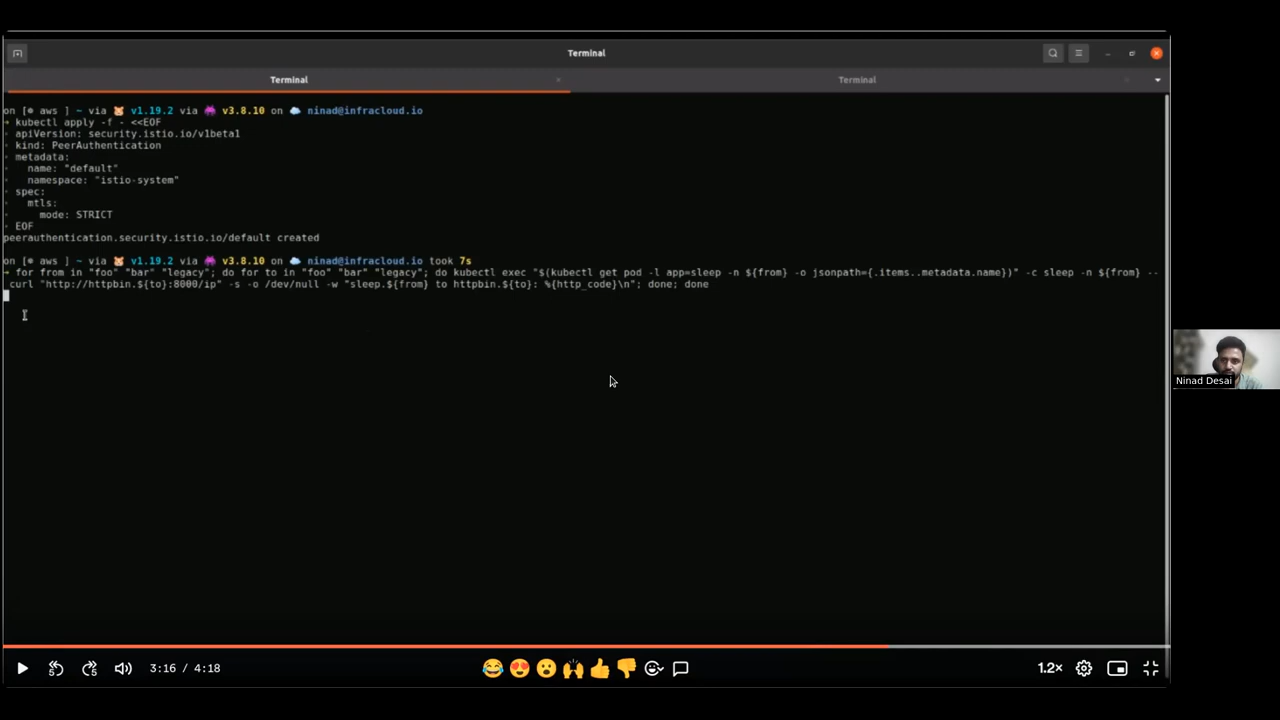 Terminal
Terminal
Terminal
on [ aws ] ~ via v1.19.2 via v3.8.10 on ninad@infracloud.io
→ kubectl apply -f - <<EOF
apiVersion: security.istio.io/v1beta1
kind: PeerAuthentication
metadata:
name: "default"
namespace: "istio-system"
spec:
mtls:
mode: STRICT
EOF
peerauthentication.security.istio.io/default created
on [ aws ] ~ via v1.19.2 via v3.8.10 on ninad@infracloud.io took 7s
→ for from in "foo" "bar" "legacy"; do for to in "foo" "bar" "legacy"; do kubectl exec "$(kubectl get pod -l app=sleep -n ${from} -o jsonpath={.items..metadata.name})" -c sleep -n ${from} --
curl "http://httpbin.${to}:8000/ip" -s -o /dev/null -w "sleep.${from} to httpbin.${to}: %{http_code}\n"; done; done
Ninad Desai
3:16 / 4:18
1.2×